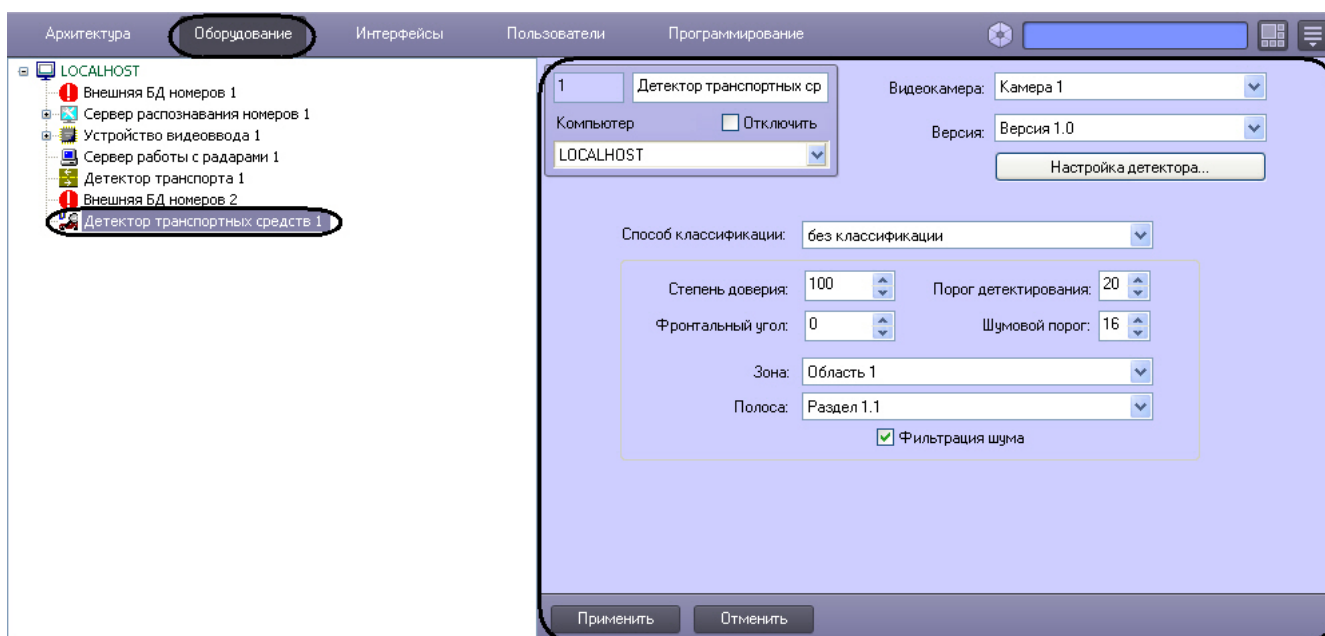 Архитектура Оборудование Интерфейсы Пользователи Программирование
LOCALHOST
Внешняя БД номеров 1
Сервер распознавания номеров 1
Устройство видеоввода 1
Сервер работы с радарами 1
Детектор транспорта 1
Внешняя БД номеров 2
Детектор транспортных средств 1
1 Детектор транспортных ср
Компьютер Отключить
LOCALHOST
Видеокамера: Камера 1
Версия: Версия 1.0
Настройка детектора...
Способ классификации: без классификации
Степень доверия: 100 Порог детектирования: 20
Фронтальный угол: 0 Шумовой порог: 16
Зона: Область 1
Полоса: Раздел 1.1
Фильтрация шума
Применить Отменить